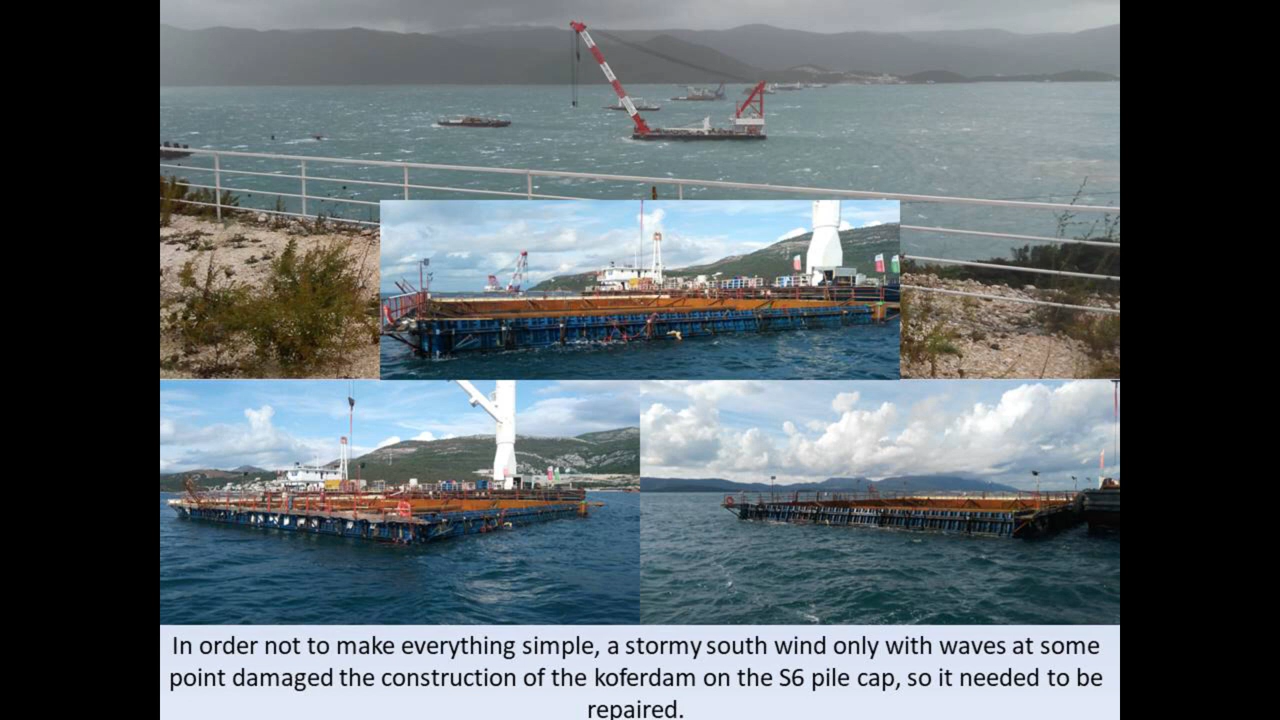 In order not to make everything simple, a stormy south wind only with waves at some
point damaged the construction of the koferdam on the S6 pile cap, so it needed to be
repaired.